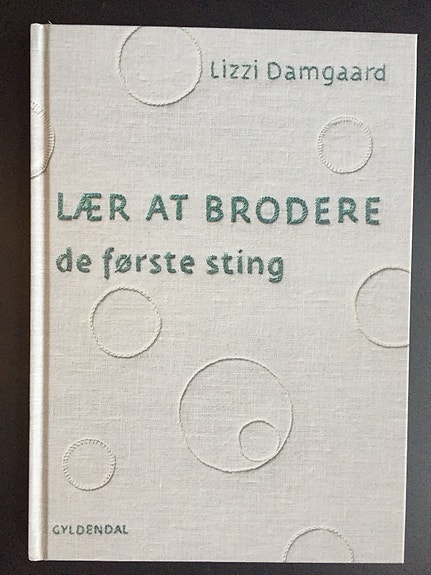 Lizzi Damgaard
LÆR AT BRODERE
de første sting
GYLDENDAL